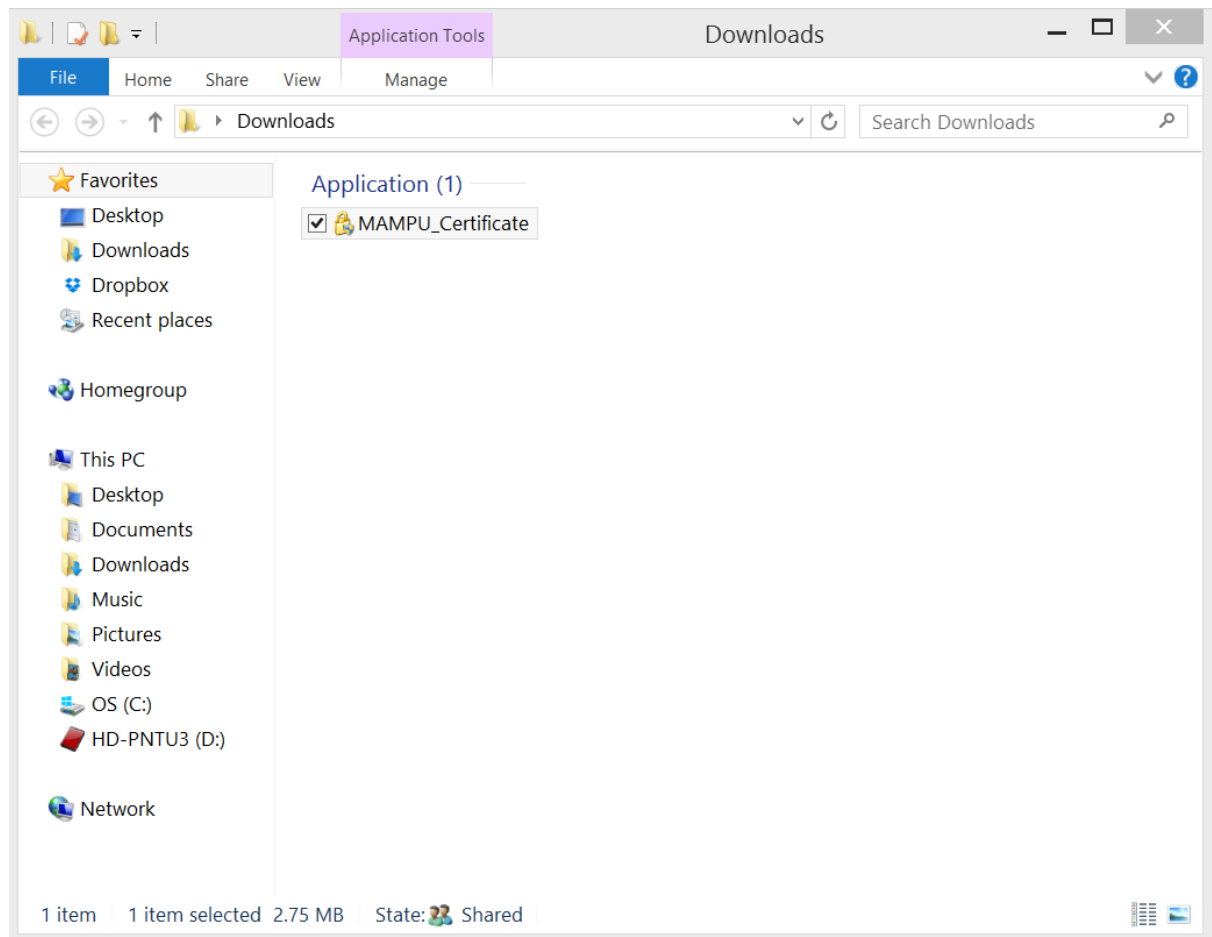 Application Tools
Downloads
File
Home
Share
View
Manage
Downloads
Search Downloads
Favorites
Desktop
Downloads
Dropbox
Recent places
Homegroup
This PC
Desktop
Documents
Downloads
Music
Pictures
Videos
OS (C:)
HD-PNTU3 (D:)
Network
Application (1)
MAMPU_Certificate
1 item 1 item selected 2.75 MB State: Shared